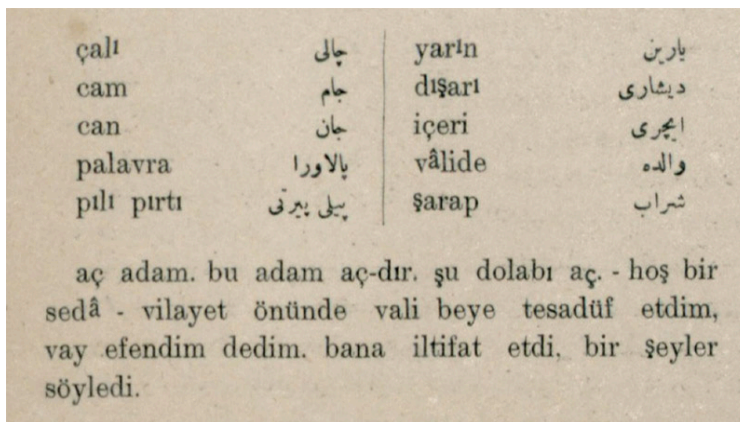 çalı چالی
cam جام
can جان
palavra پالاورا
pılı pırtı پیلی پیرتی
yarın یارین
dışarı دیشاری
içeri ایچری
vâlide والده
şarap شراب
aç adam. bu adam aç-dır. şu dolabı aç. - hoş bir
sedâ - vilayet önünde vali beye tesadüf etdim,
vay efendim dedim. bana iltifat etdi. bir şeyler
söyledi.